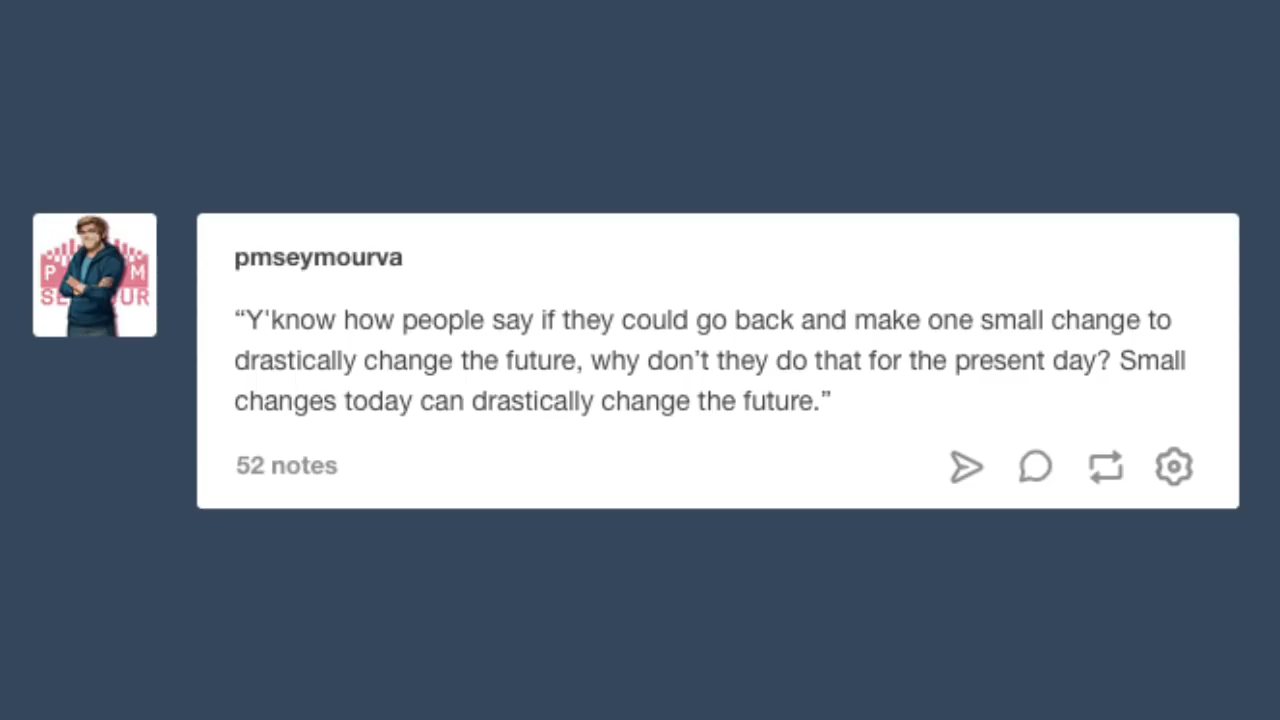 P M
SE UR
pmseymourva
“Y'know how people say if they could go back and make one small change to
drastically change the future, why don’t they do that for the present day? Small
changes today can drastically change the future.”
52 notes